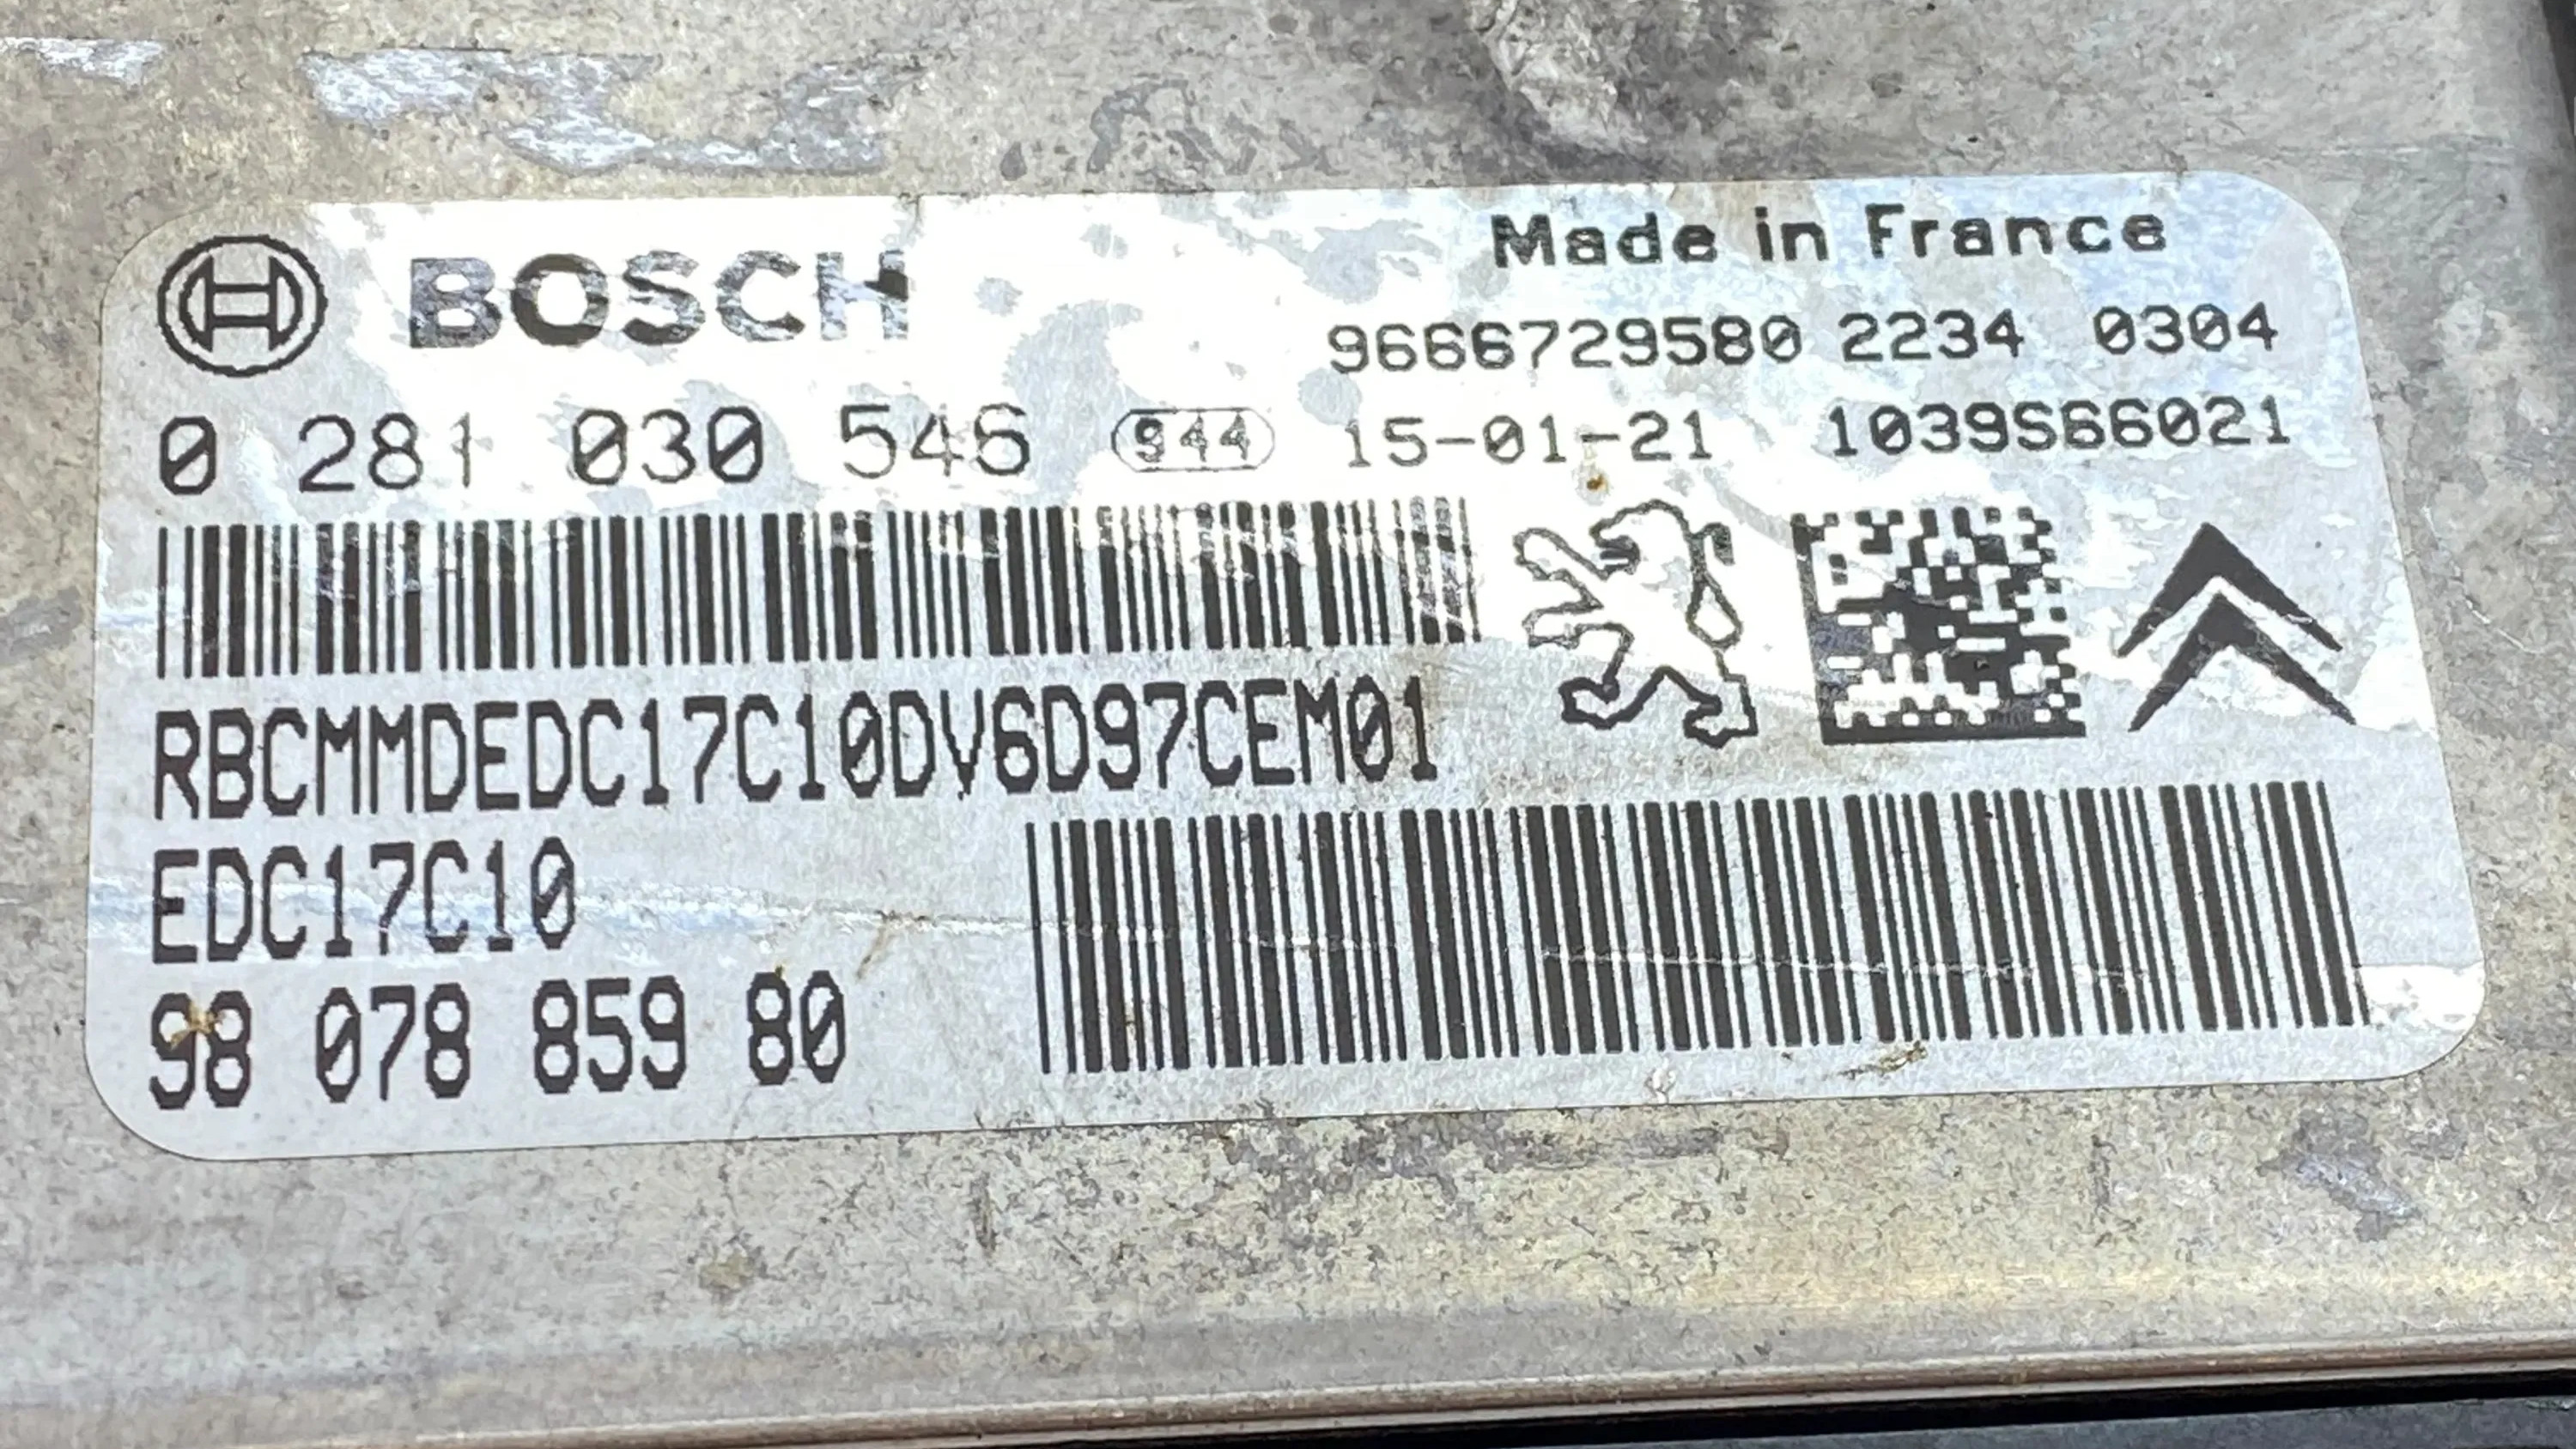 BOSCH
Made in France
9666729580 2234 0304
0 281 030 546 944 15-01-21 1039S66021
RBCMMDEDC17C10DV6D97CEM01
EDC17C10
98 078 859 80